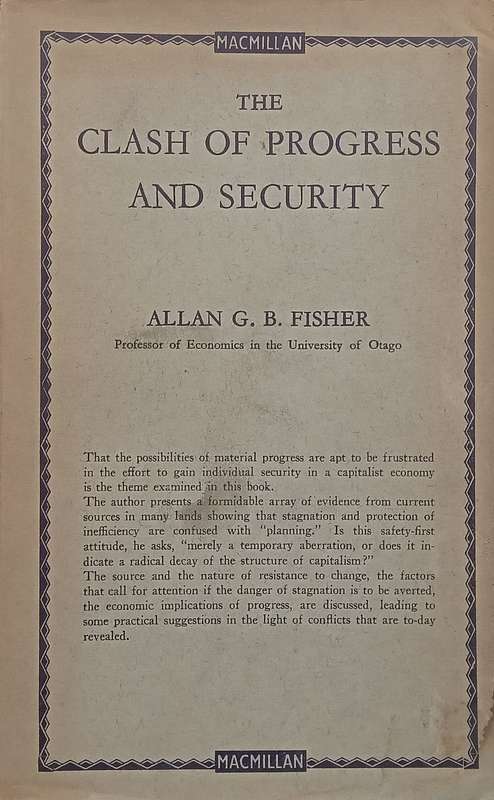 MACMILLAN
THE
CLASH OF PROGRESS
AND SECURITY
ALLAN G. B. FISHER
Professor of Economics in the University of Otago
That the possibilities of material progress are apt to be frustrated
in the effort to gain individual security in a capitalist economy
is the theme examined in this book.
The author presents a formidable array of evidence from current
sources in many lands showing that stagnation and protection of
inefficiency are confused with “planning.” Is this safety-first
attitude, he asks, “merely a temporary aberration, or does it in-
dicate a radical decay of the structure of capitalism?”
The source and the nature of resistance to change, the factors
that call for attention if the danger of stagnation is to be averted,
the economic implications of progress, are discussed, leading to
some practical suggestions in the light of conflicts that are to-day
revealed.
MACMILLAN